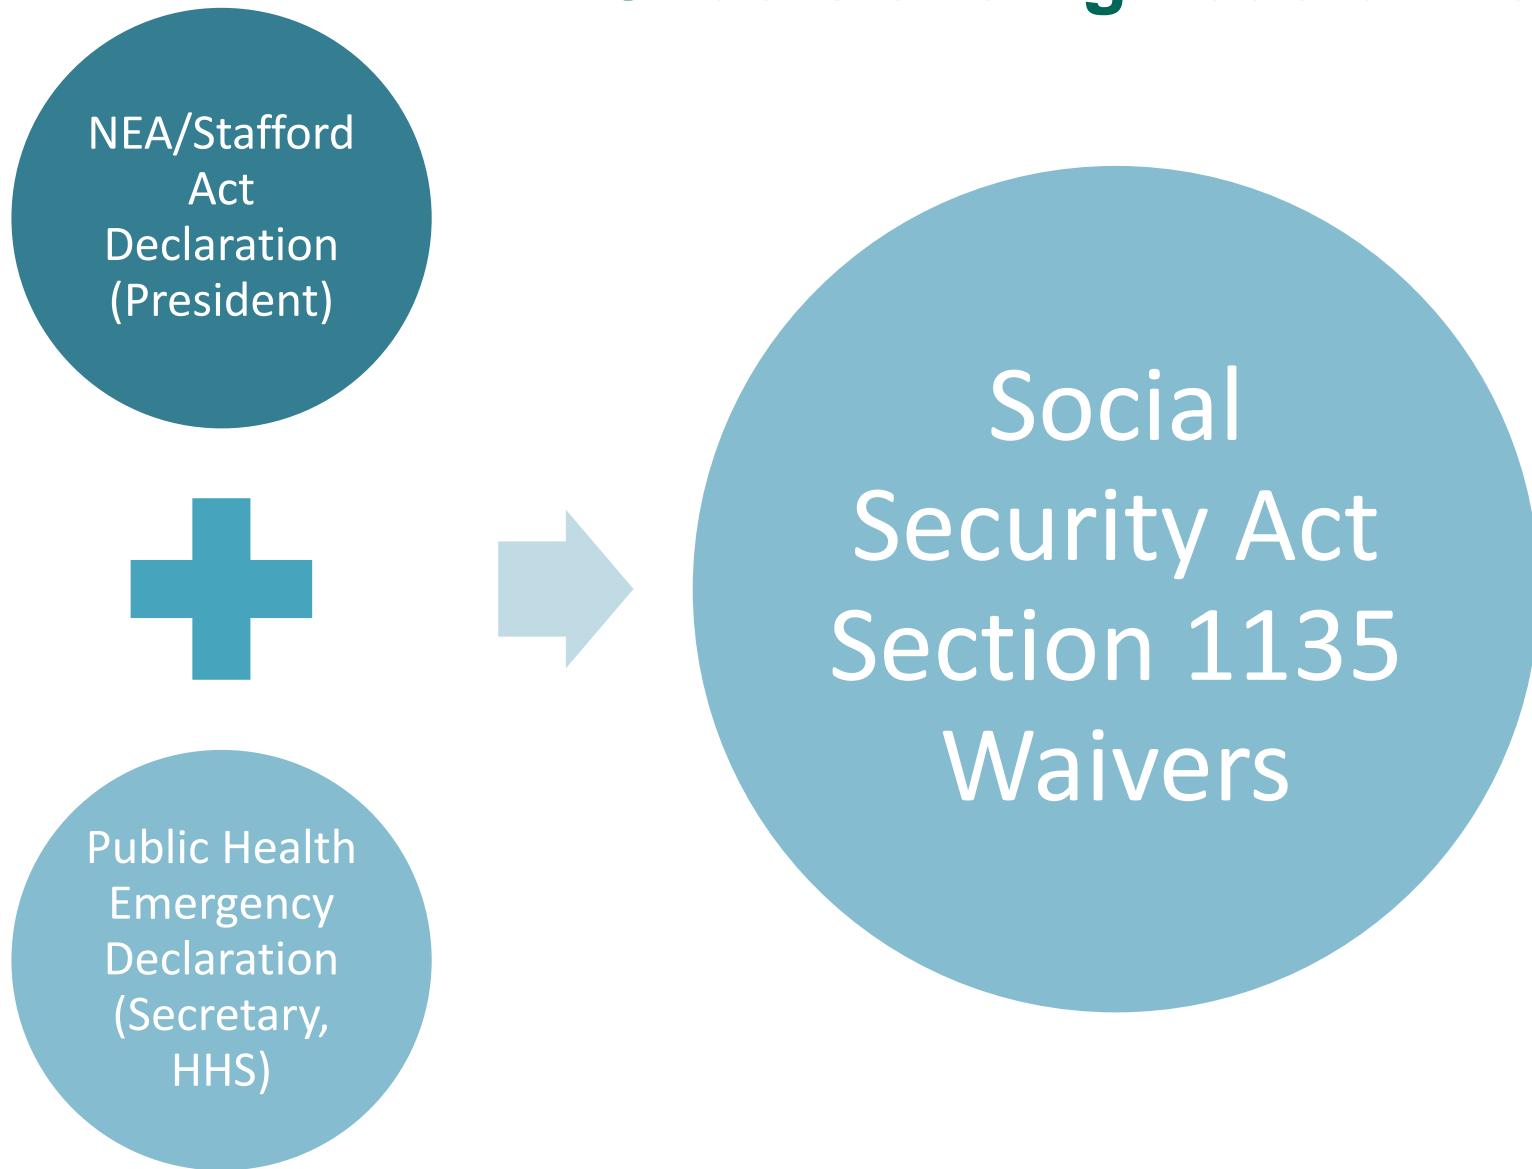 NEA/Stafford
Act
Declaration
(President)
Public Health
Emergency
Declaration
(Secretary,
HHS)
Social
Security Act
Section 1135
Waivers